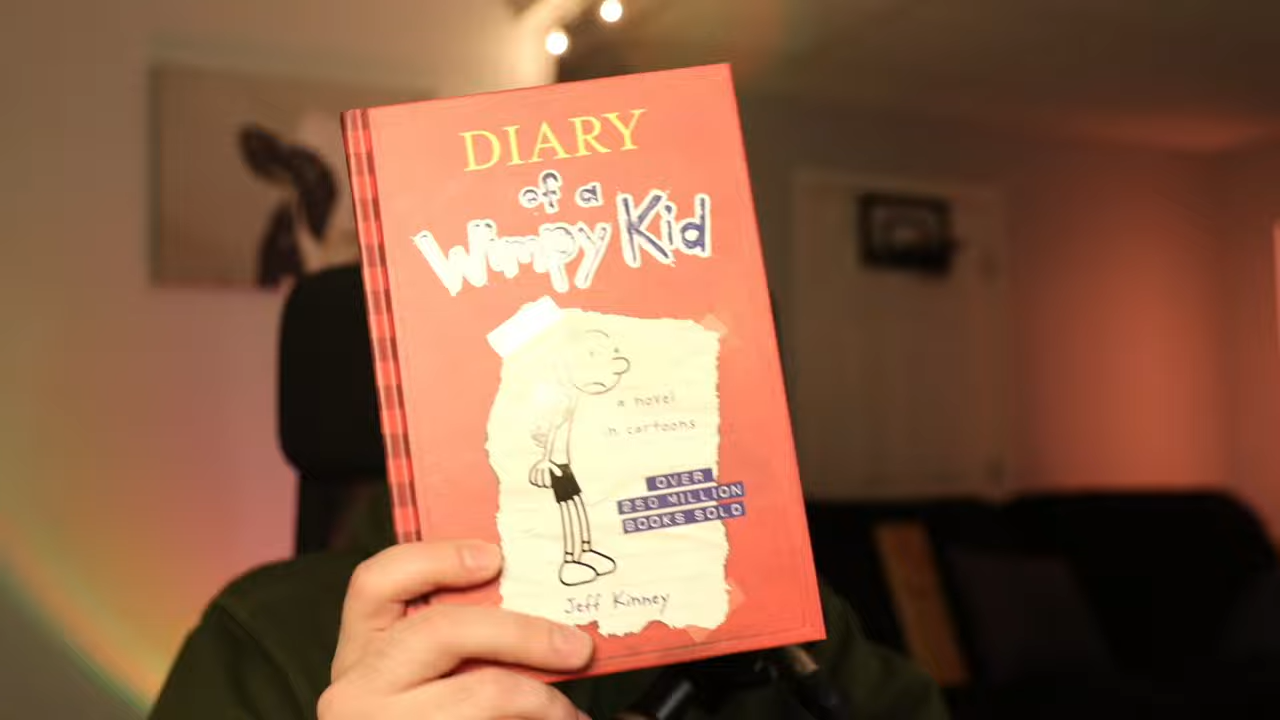 DIARY
of a
Wimpy Kid
a novel
in cartoons
OVER
250 MILLION
BOOKS SOLD
Jeff Kinney